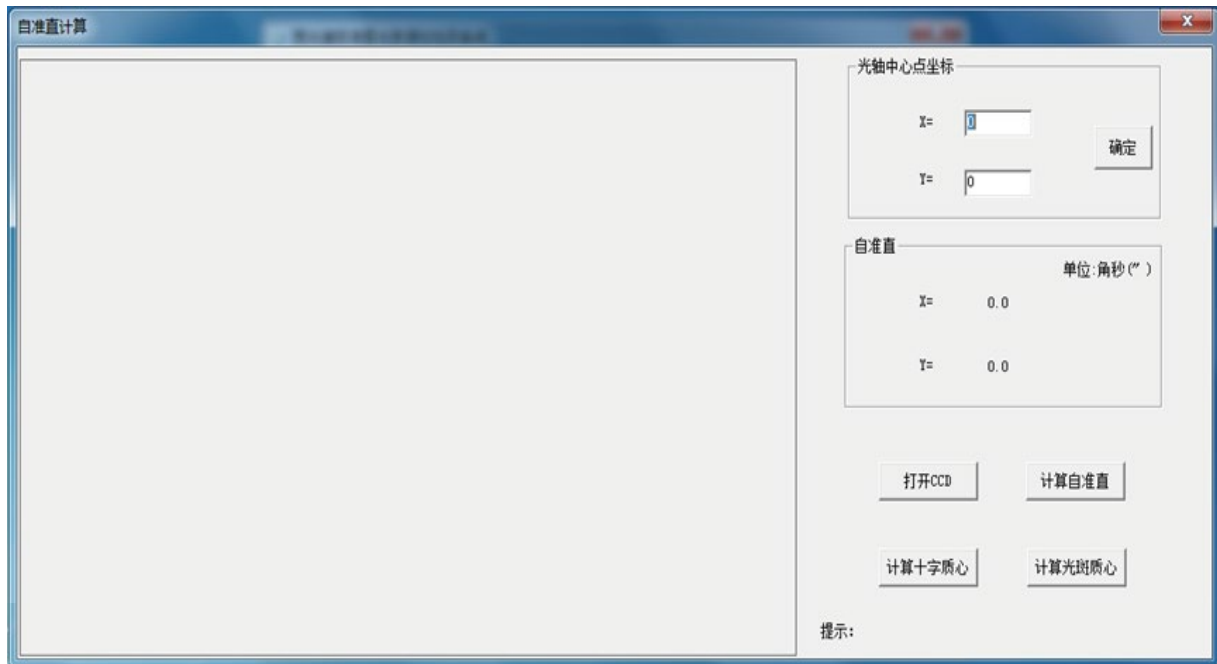 自准直计算
光轴中心点坐标
X= 0
确定
Y= 0
自准直
单位:角秒(″ )
X= 0.0
Y= 0.0
打开CCD 计算自准直
计算十字质心 计算光斑质心
提示: